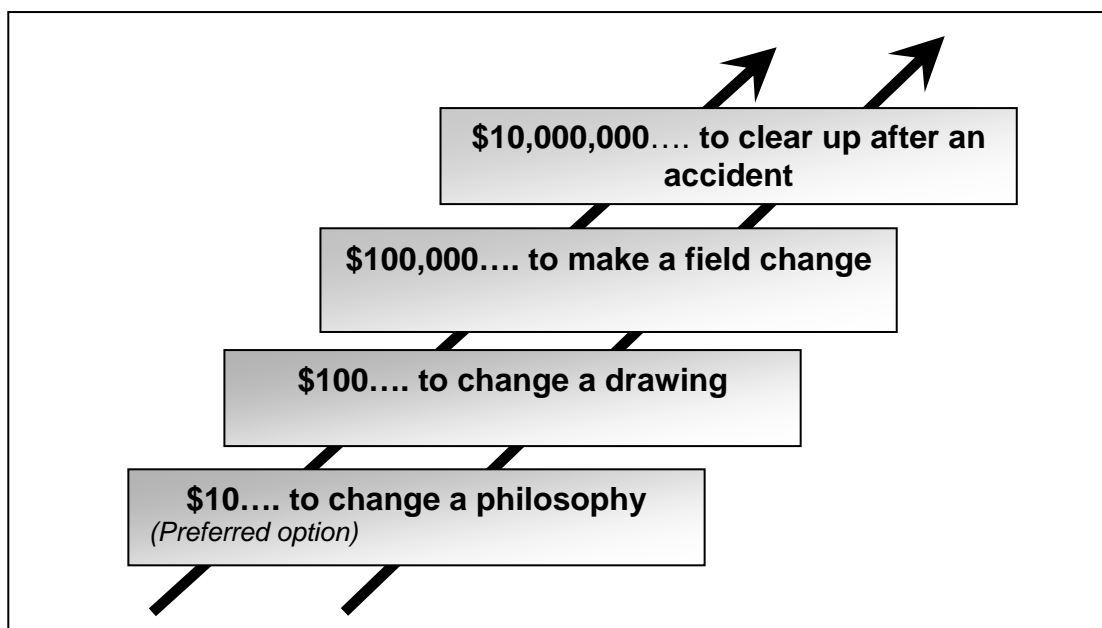 $10,000,000…. to clear up after an
accident
$100,000…. to make a field change
$100…. to change a drawing
$10…. to change a philosophy
(Preferred option)